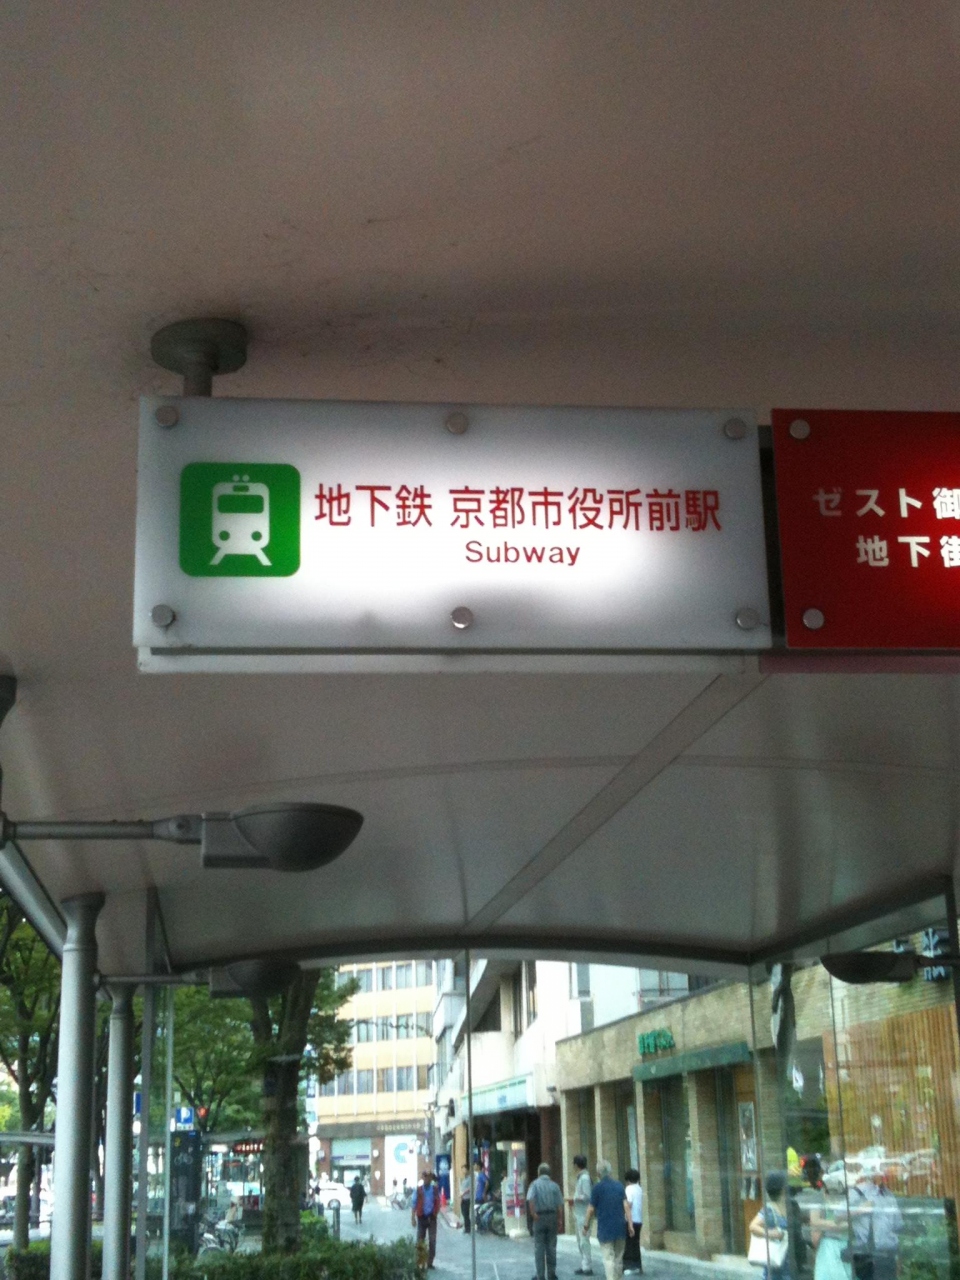 地下鉄 京都市役所前駅
Subway
ゼスト御
地下街
P